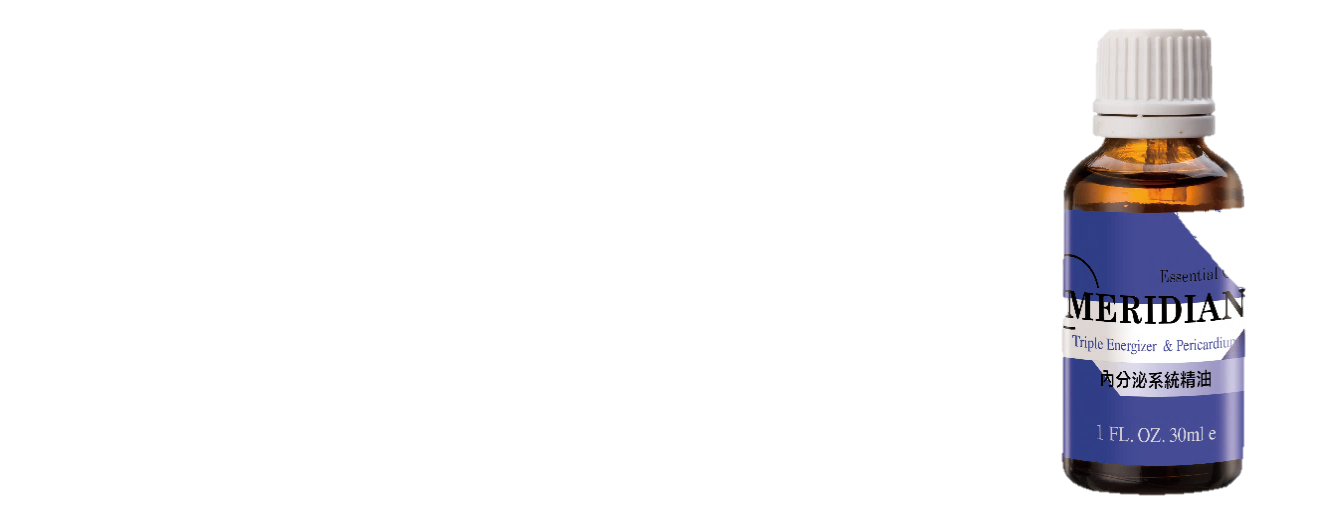 Essential
MERIDIAN
Triple Energizer & Pericardium
內分泌系統精油
1 FL. OZ. 30ml e